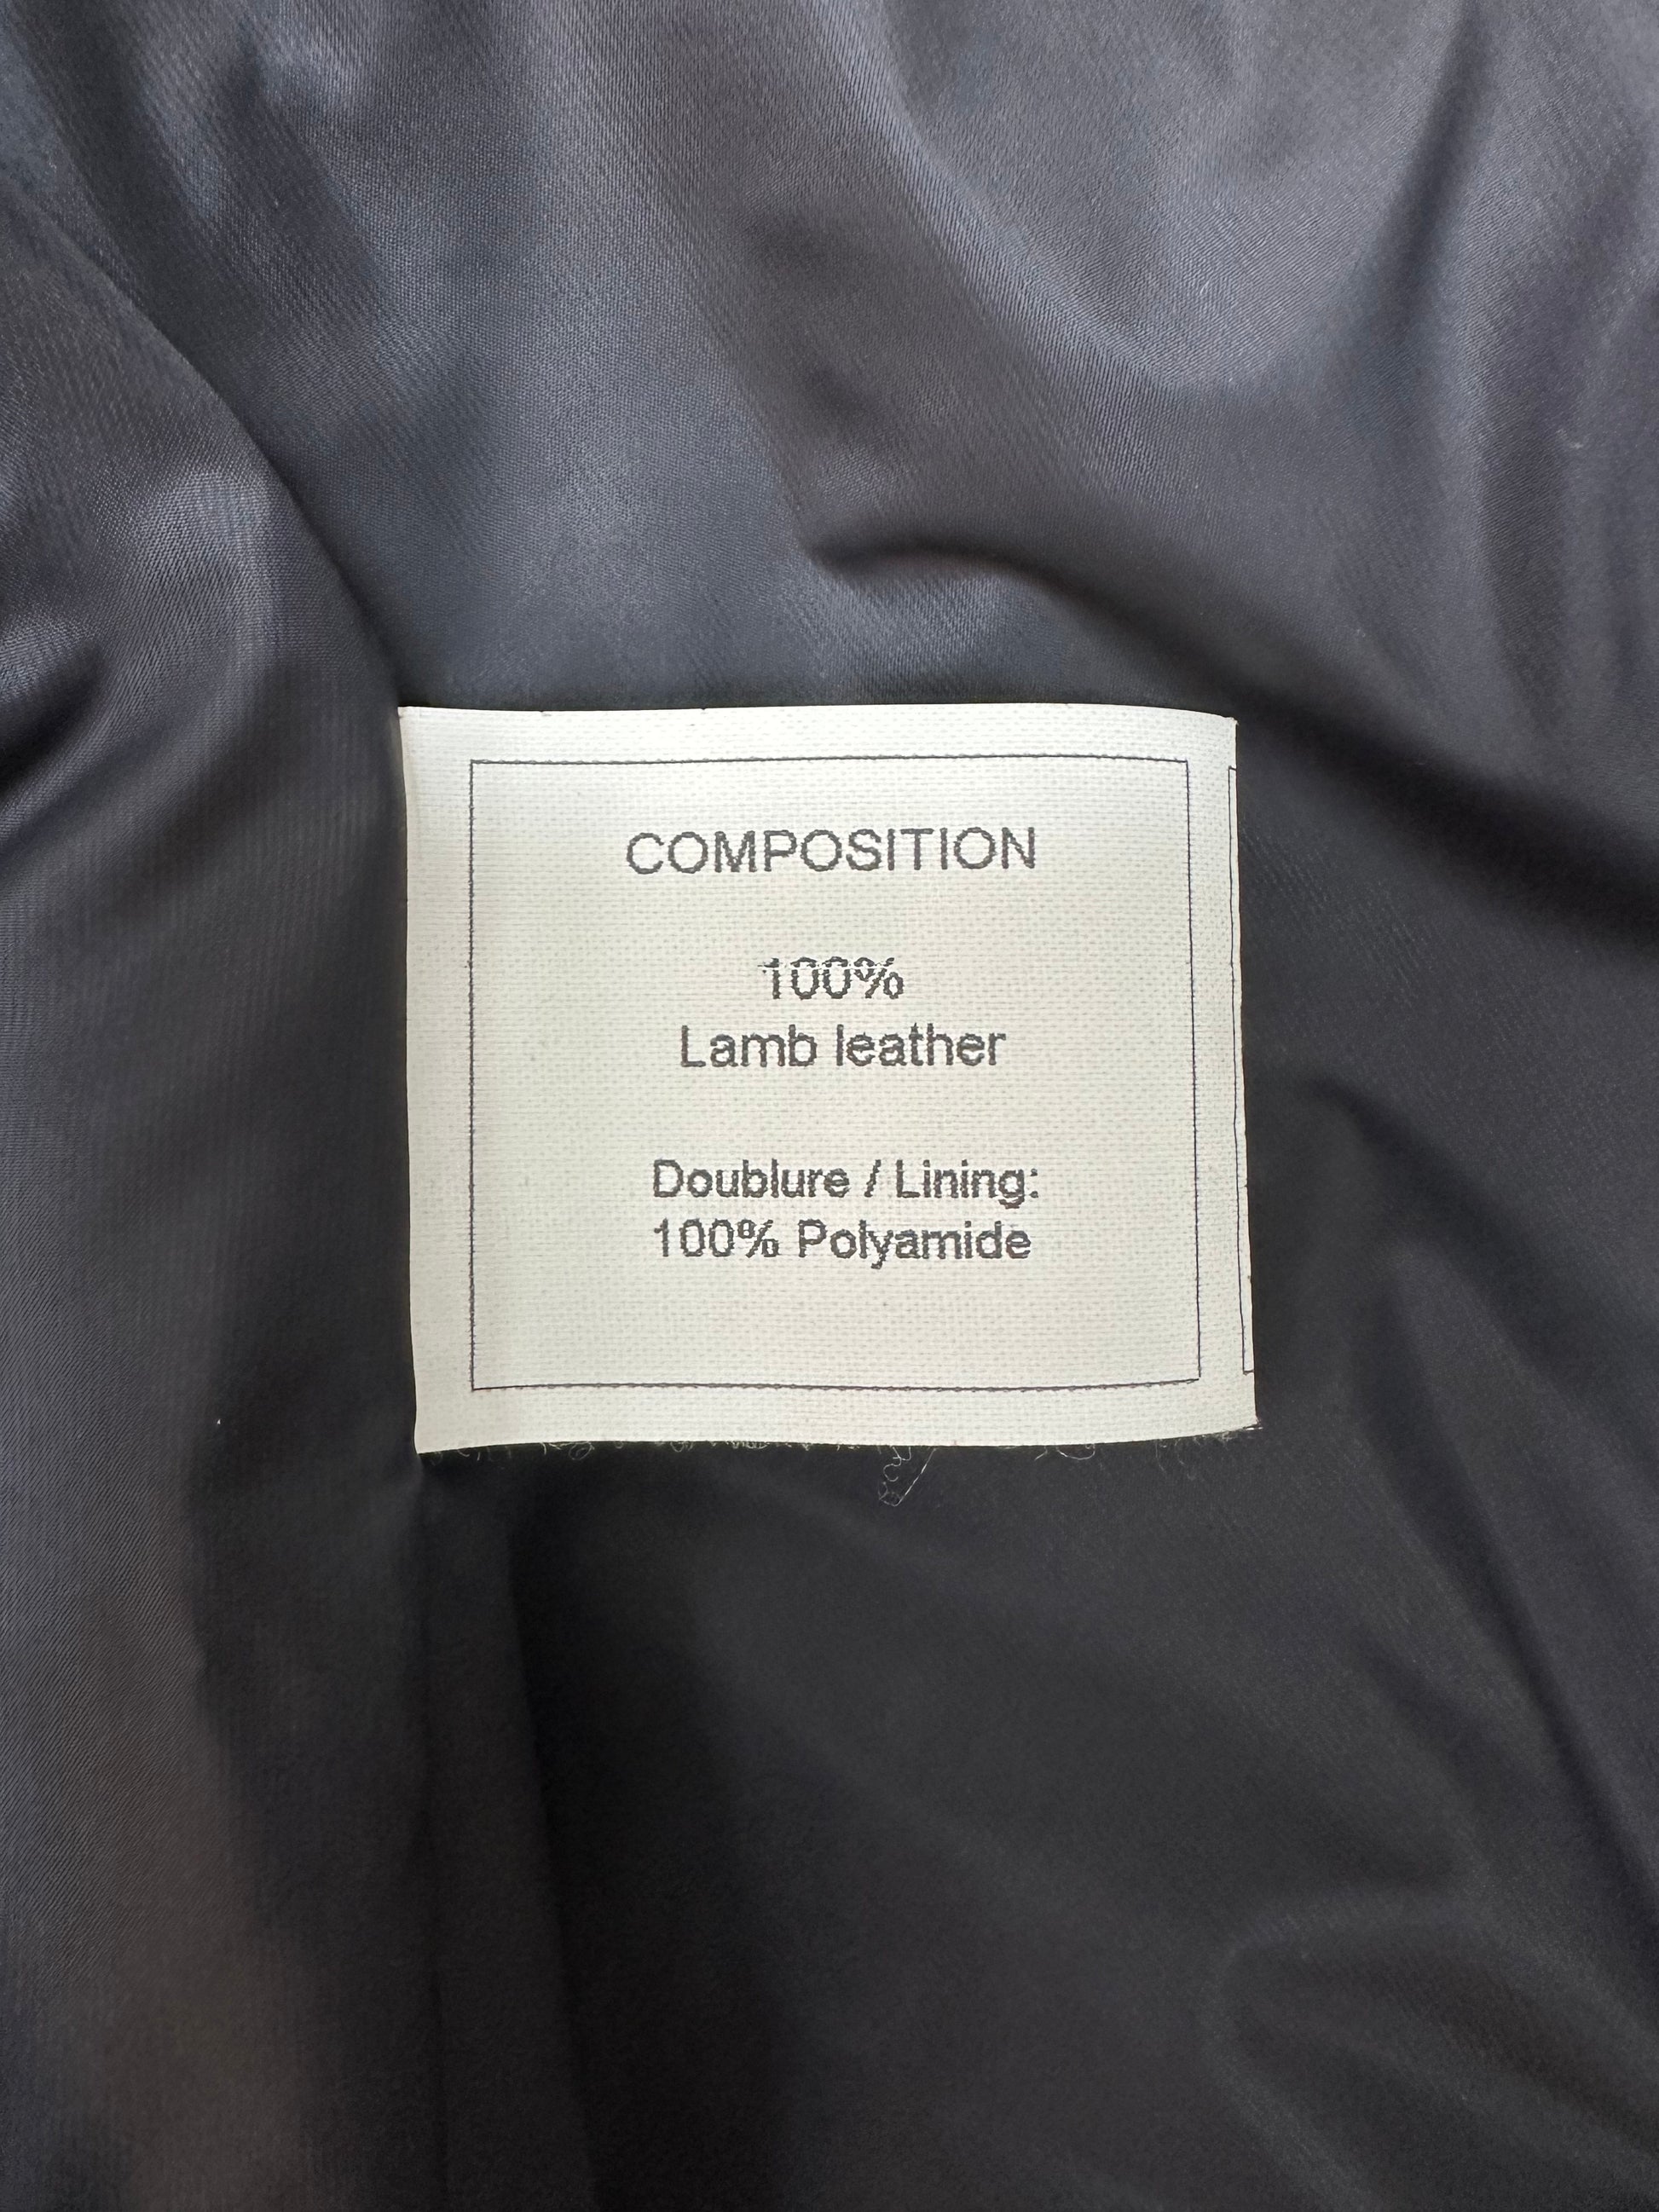 COMPOSITION
100%
Lamb leather
Doublure / Lining:
100% Polyamide